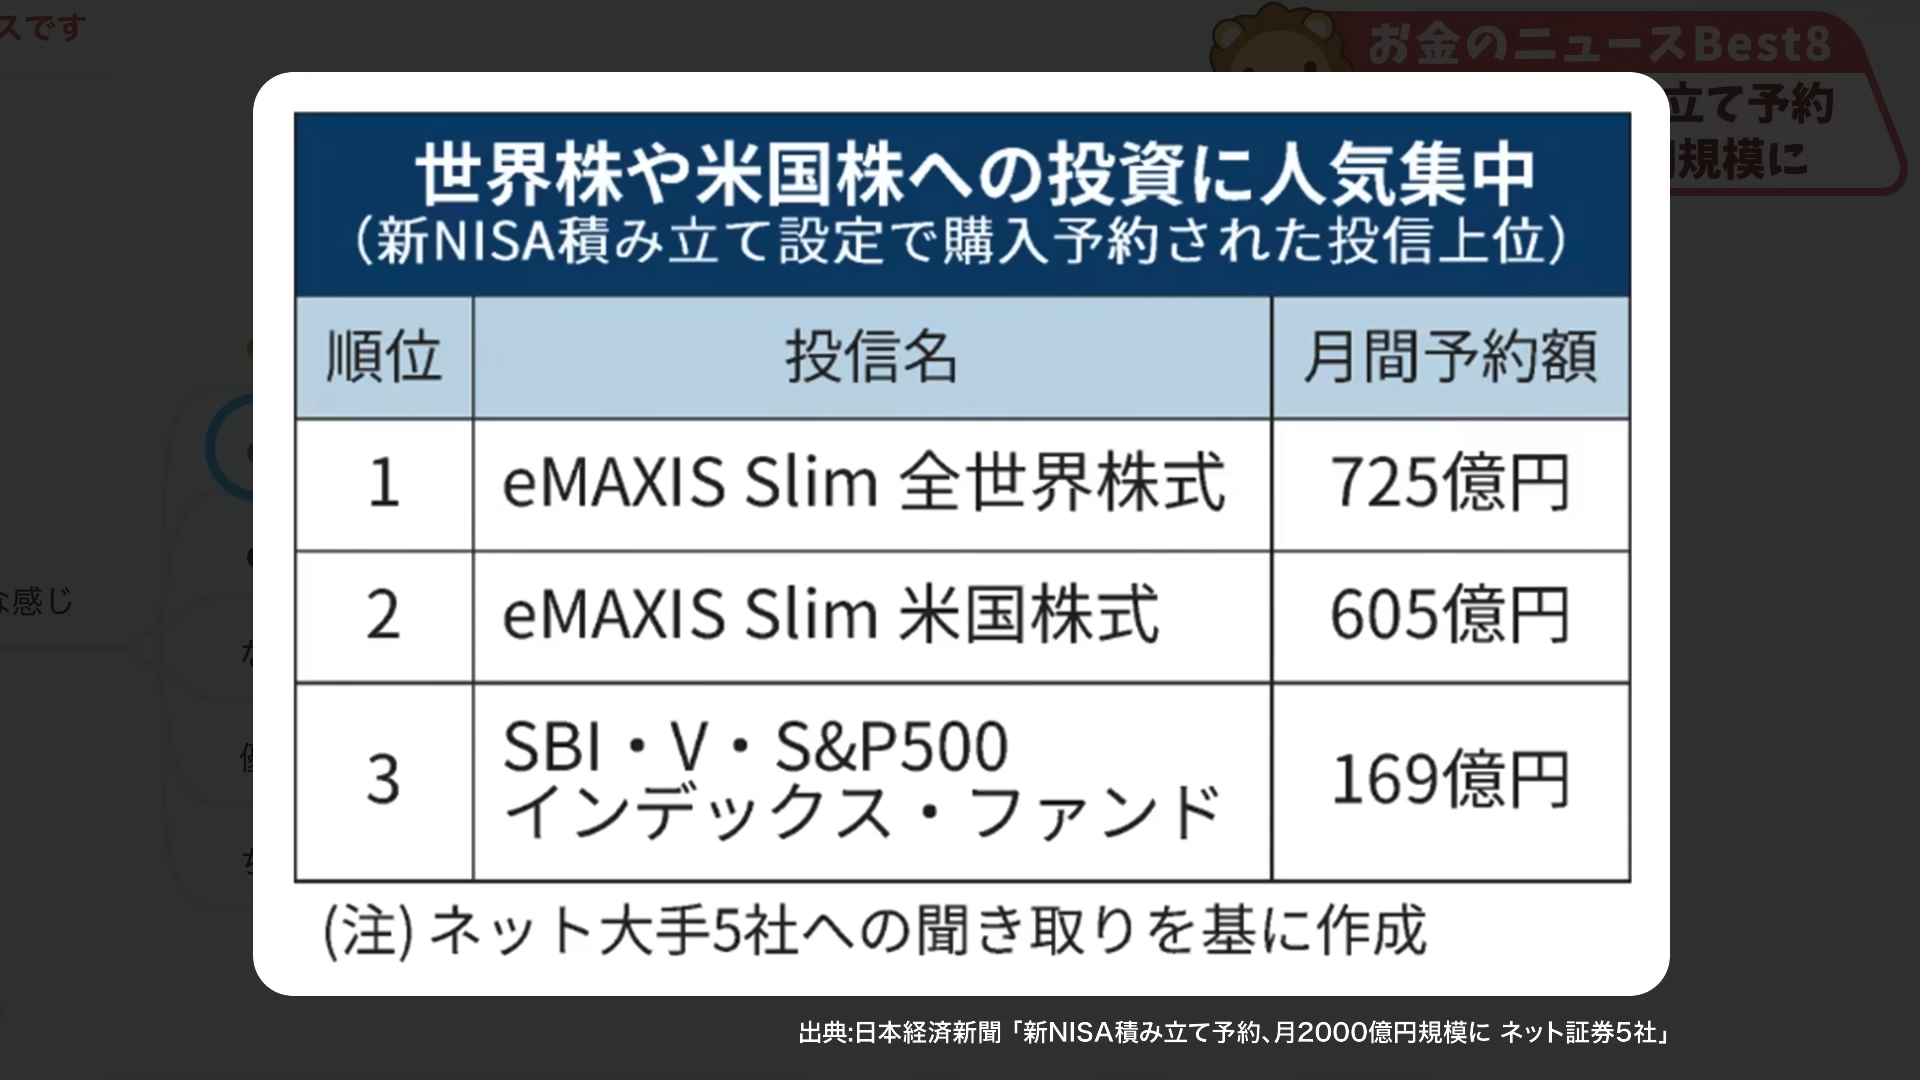 スです
お金のニュースBest8
立て予約
規模に
世界株や米国株への投資に人気集中
（新NISA積み立て設定で購入予約された投信上位）
順位 投信名 月間予約額
1 eMAXIS Slim 全世界株式 725億円
2 eMAXIS Slim 米国株式 605億円
3 SBI・V・S&P500
インデックス・ファンド 169億円
(注)ネット大手5社への聞き取りを基に作成
な感じ
出典:日本経済新聞「新NISA積み立て予約､月2000億円規模に ネット証券5社」